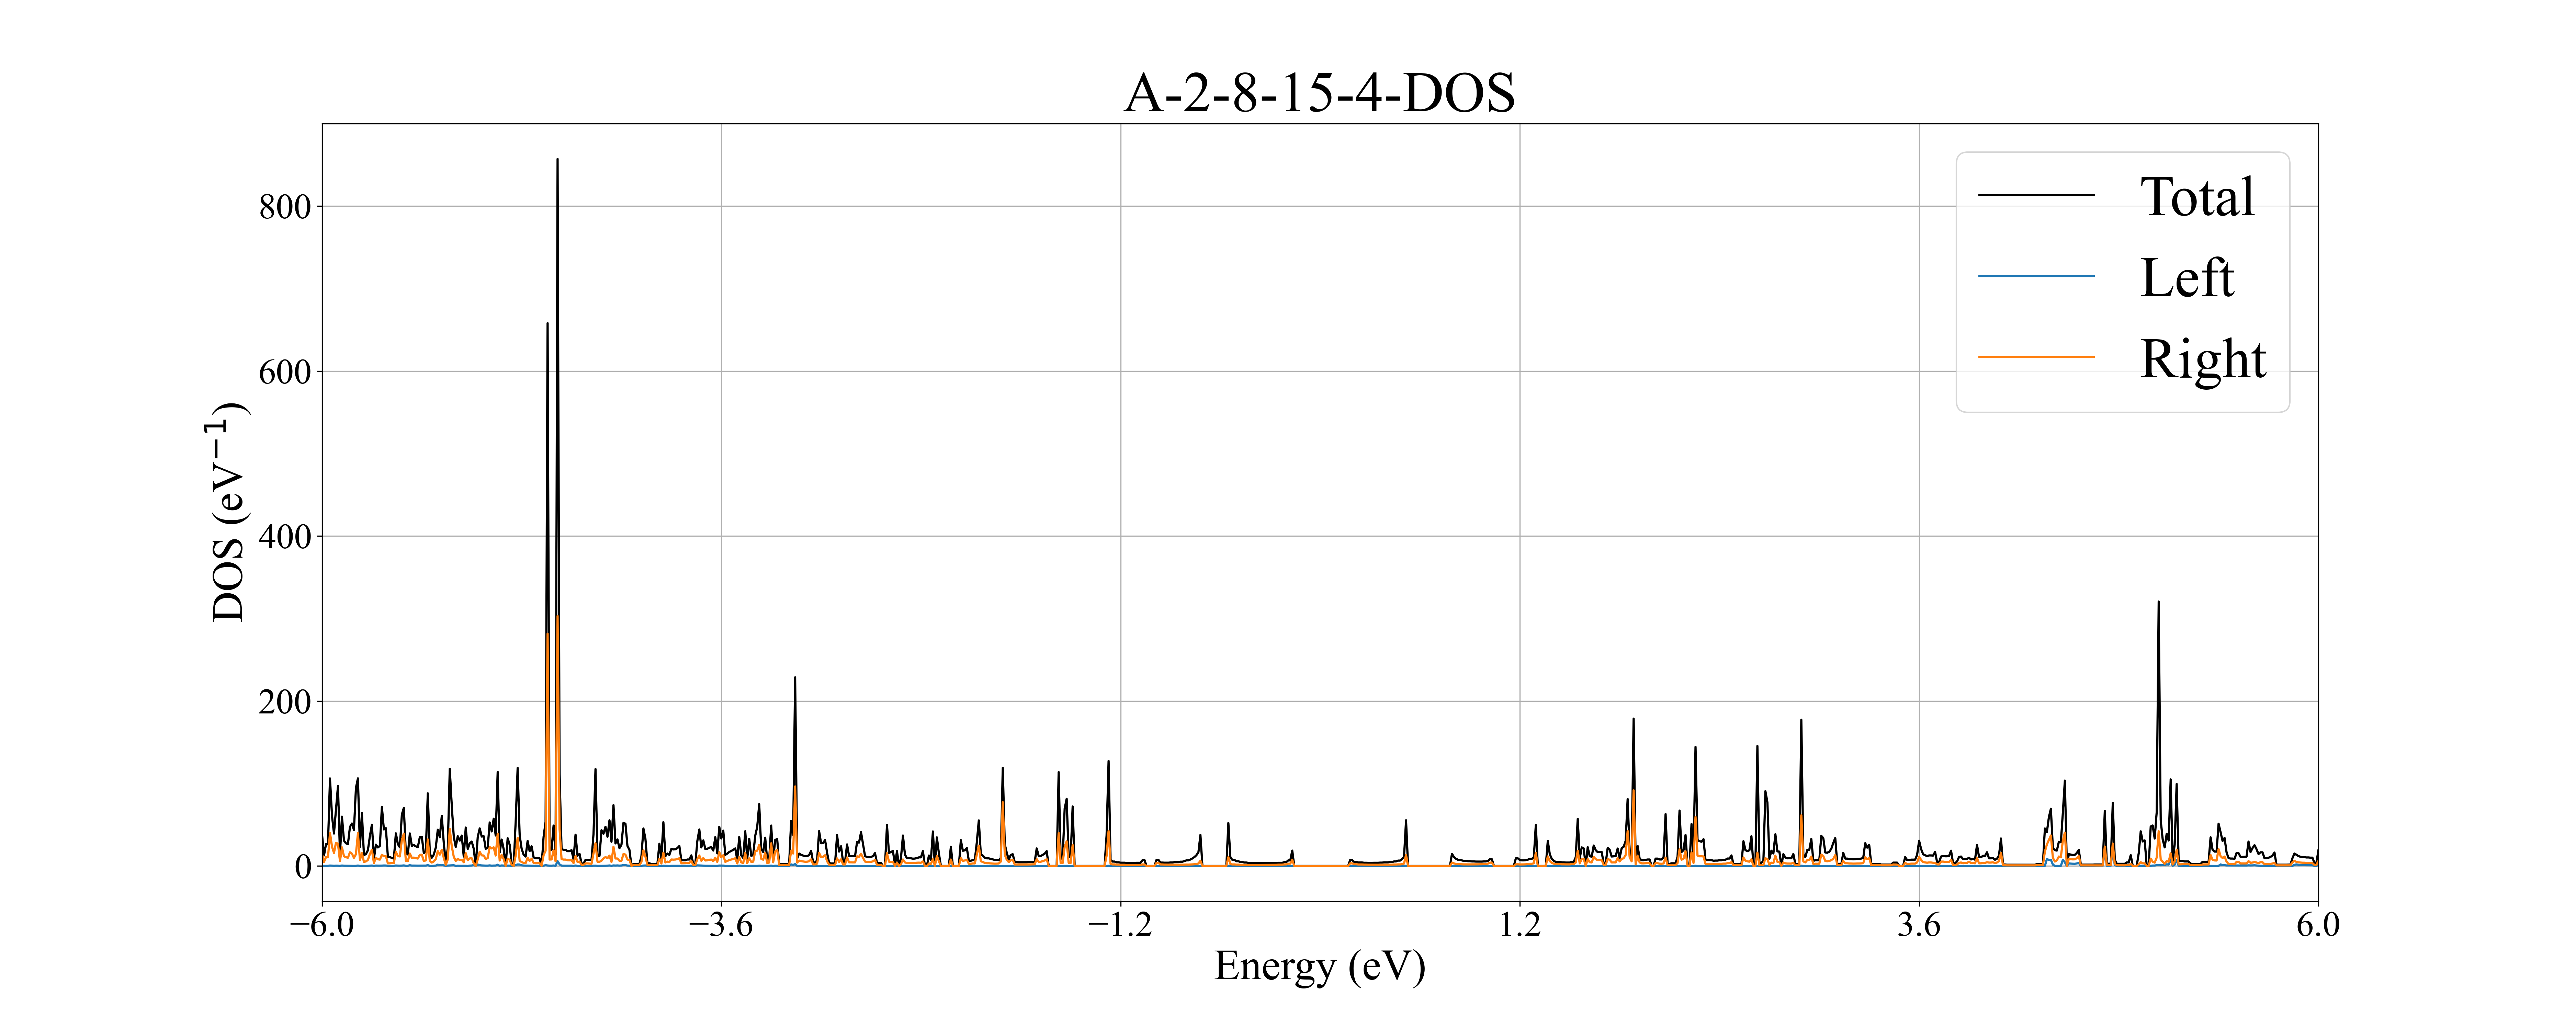 A-2-8-15-4-DOS
Total
Left
Right
800
600
400
200
0
DOS (eV⁻¹)
−6.0 −3.6 −1.2 1.2 3.6 6.0
Energy (eV)